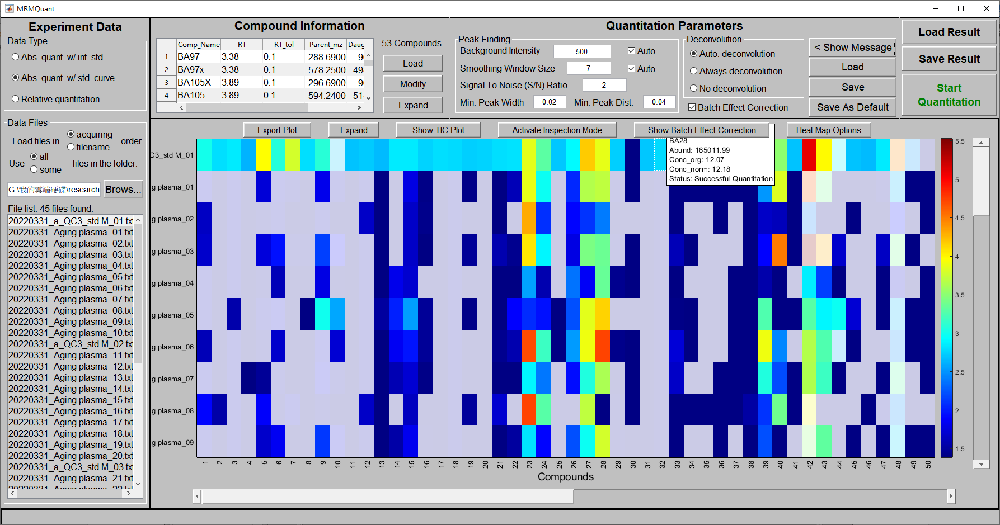 MRMQuant
Experiment Data
Data Type
Abs. quant. w/ int. std.
Abs. quant. w/ std. curve
Relative quantitation
Data Files
Load files in
acquiring
filename
order.
Use
all
some
files in the folder.
G:\我的雲端硬碟\research
Brows...
File list: 45 files found.
20220331_a_QC3_std M_01.txt
20220331_Aging plasma_01.txt
20220331_Aging plasma_02.txt
20220331_Aging plasma_03.txt
20220331_Aging plasma_04.txt
20220331_Aging plasma_05.txt
20220331_Aging plasma_06.txt
20220331_Aging plasma_07.txt
20220331_Aging plasma_08.txt
20220331_Aging plasma_09.txt
20220331_Aging plasma_10.txt
20220331_a_QC3_std M_02.txt
20220331_Aging plasma_11.txt
20220331_Aging plasma_12.txt
20220331_Aging plasma_13.txt
20220331_Aging plasma_14.txt
20220331_Aging plasma_15.txt
20220331_Aging plasma_16.txt
20220331_Aging plasma_17.txt
20220331_Aging plasma_18.txt
20220331_Aging plasma_19.txt
20220331_Aging plasma_20.txt
20220331_a_QC3_std M_03.txt
20220331_Aging plasma_21.txt
Compound Information
Comp_Name RT RT_tol Parent_mz Daug
1 BA97 3.38 0.1 288.6900 9
2 BA97x 3.38 0.1 578.2500 49
3 BA105X 3.89 0.1 296.6900 9
4 BA105 3.89 0.1 594.2400 51
53 Compounds
Load
Modify
Expand
Quantitation Parameters
Peak Finding
Background Intensity 500 Auto
Smoothing Window Size 7 Auto
Signal To Noise (S/N) Ratio 2
Min. Peak Width 0.02 Min. Peak Dist. 0.04
Deconvolution
Auto. deconvolution
Always deconvolution
No deconvolution
Batch Effect Correction
< Show Message
Load
Save
Save As Default
Load Result
Save Result
Start
Quantitation
Export Plot
Expand
Show TIC Plot
Activate Inspection Mode
Show Batch Effect Correction
Heat Map Options
BA28
Abund: 165011.99
Conc_org: 12.07
Conc_norm: 12.18
Status: Successful Quantitation
C3_std M_01
g plasma_01
g plasma_02
g plasma_03
g plasma_04
g plasma_05
g plasma_06
g plasma_07
g plasma_08
g plasma_09
1 2 3 4 5 6 7 8 9 10 11 12 13 14 15 16 17 18 19 20 21 22 23 24 25 26 27 28 29 30 31 32 33 34 35 36 37 38 39 40 41 42 43 44 45 46 47 48 49 50
Compounds
5.5
5
4.5
4
3.5
3
2.5
2
1.5